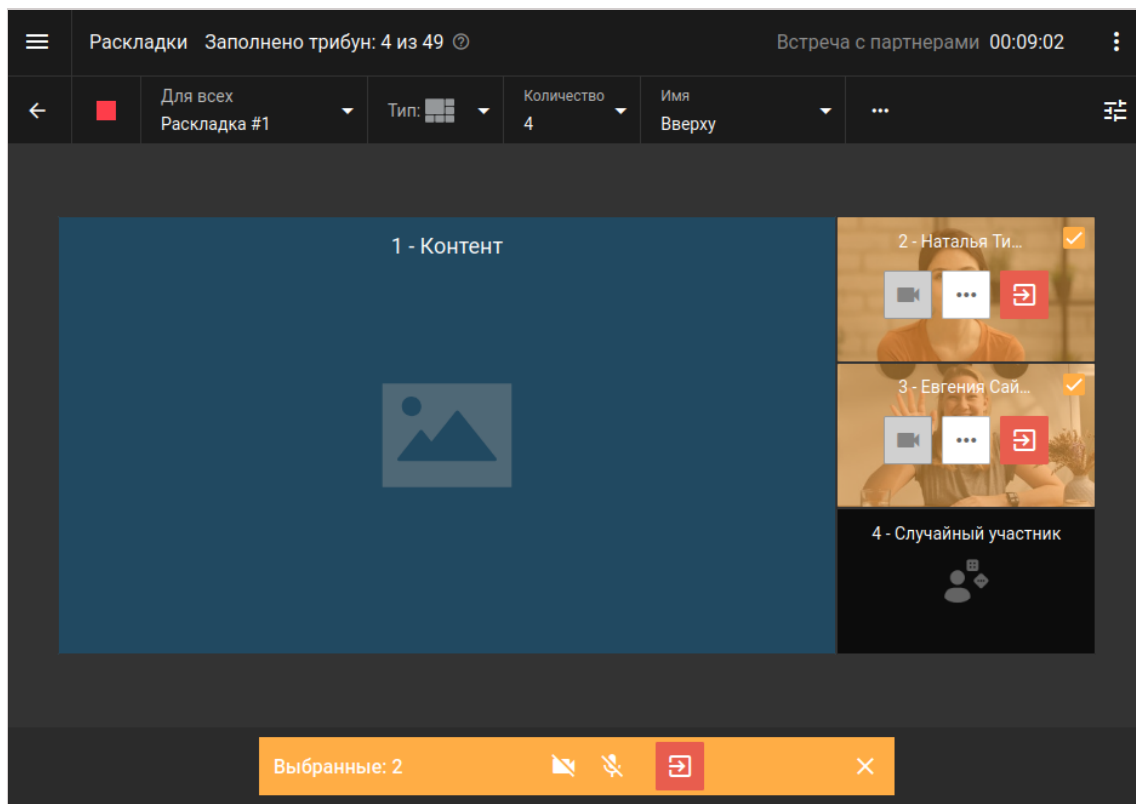 Раскладки Заполнено трибун: 4 из 49 Встреча с партнерами 00:09:02
Для всех
Раскладка #1
Тип:
Количество
4
Имя
Вверху
1 - Контент
2 - Наталья Ти...
3 - Евгения Сай...
4 - Случайный участник
Выбранные: 2